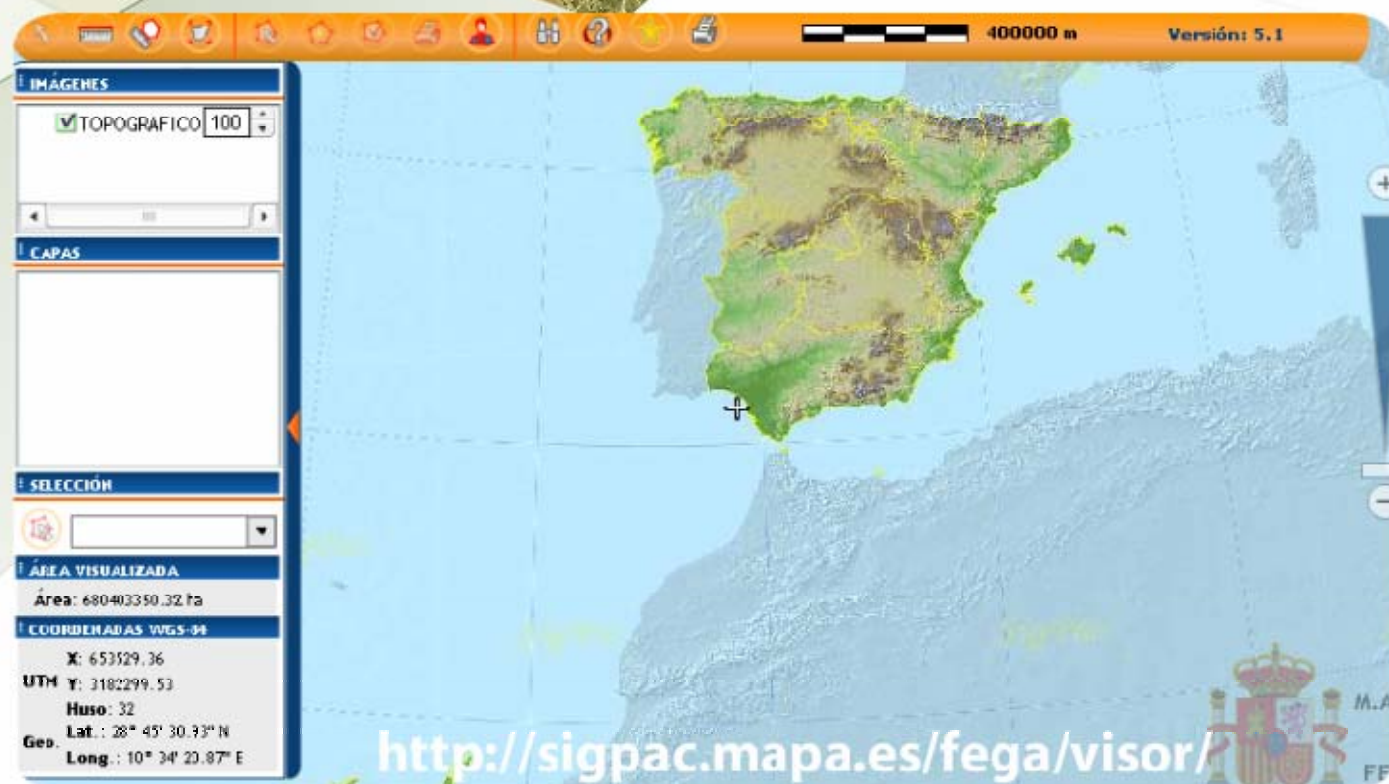 400000 m
Versión: 5.1
IMÁGENES
TOPOGRAFICO 100
CAPAS
SELECCIÓN
ÁREA VISUALIZADA
Área: 680403350.32 ha
COORDENADAS WGS-84
X: 653529.36
UTM Y: 3182299.53
Huso: 32
Geo. Lat.: 28° 45' 30.93" N
Long.: 10° 34' 20.87" E
http://sigpac.mapa.es/fega/visor/